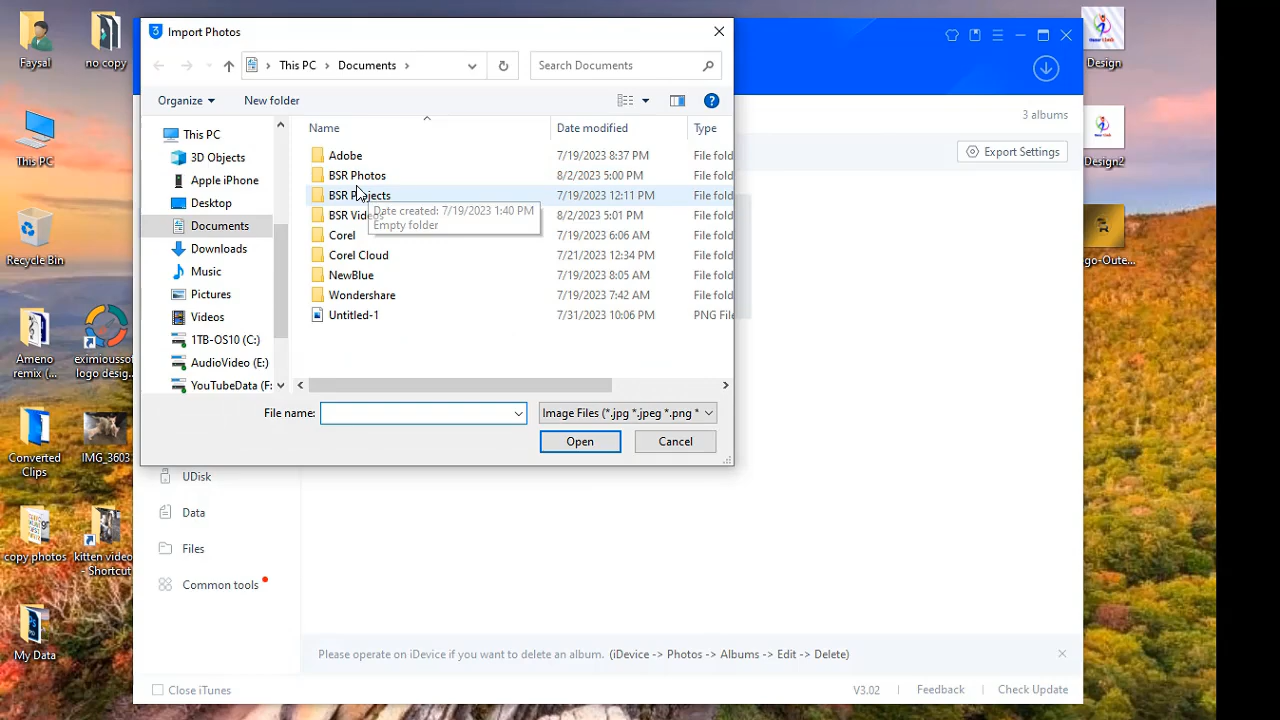 Faysal
no copy
This PC
Recycle Bin
Ameno
remix (...
eximioussoft
logo desig...
Converted
Clips
IMG_3603
copy photos
kitten video
- Shortcut
My Data
Import Photos
This PC
Documents
Search Documents
Organize
New folder
This PC
3D Objects
Apple iPhone
Desktop
Documents
Downloads
Music
Pictures
Videos
1TB-OS10 (C:)
AudioVideo (E:)
YouTubeData (F:
Name Date modified Type
Adobe 7/19/2023 8:37 PM File fold
BSR Photos 8/2/2023 5:00 PM File fold
BSR Projects 7/19/2023 12:11 PM File fold
BSR Videos 8/2/2023 5:01 PM File fold
Date created: 7/19/2023 1:40 PM
Empty folder
Corel 7/19/2023 6:06 AM File fold
Corel Cloud 7/21/2023 12:34 PM File fold
NewBlue 7/19/2023 8:05 AM File fold
Wondershare 7/19/2023 7:42 AM File fold
Untitled-1 7/31/2023 10:06 PM PNG File
File name:
Image Files (*.jpg *.jpeg *.png *
Open
Cancel
3 albums
Export Settings
UDisk
Data
Files
Common tools
Please operate on iDevice if you want to delete an album. (iDevice -> Photos -> Albums -> Edit -> Delete)
Close iTunes
V3.02
Feedback
Check Update
Design
Design2